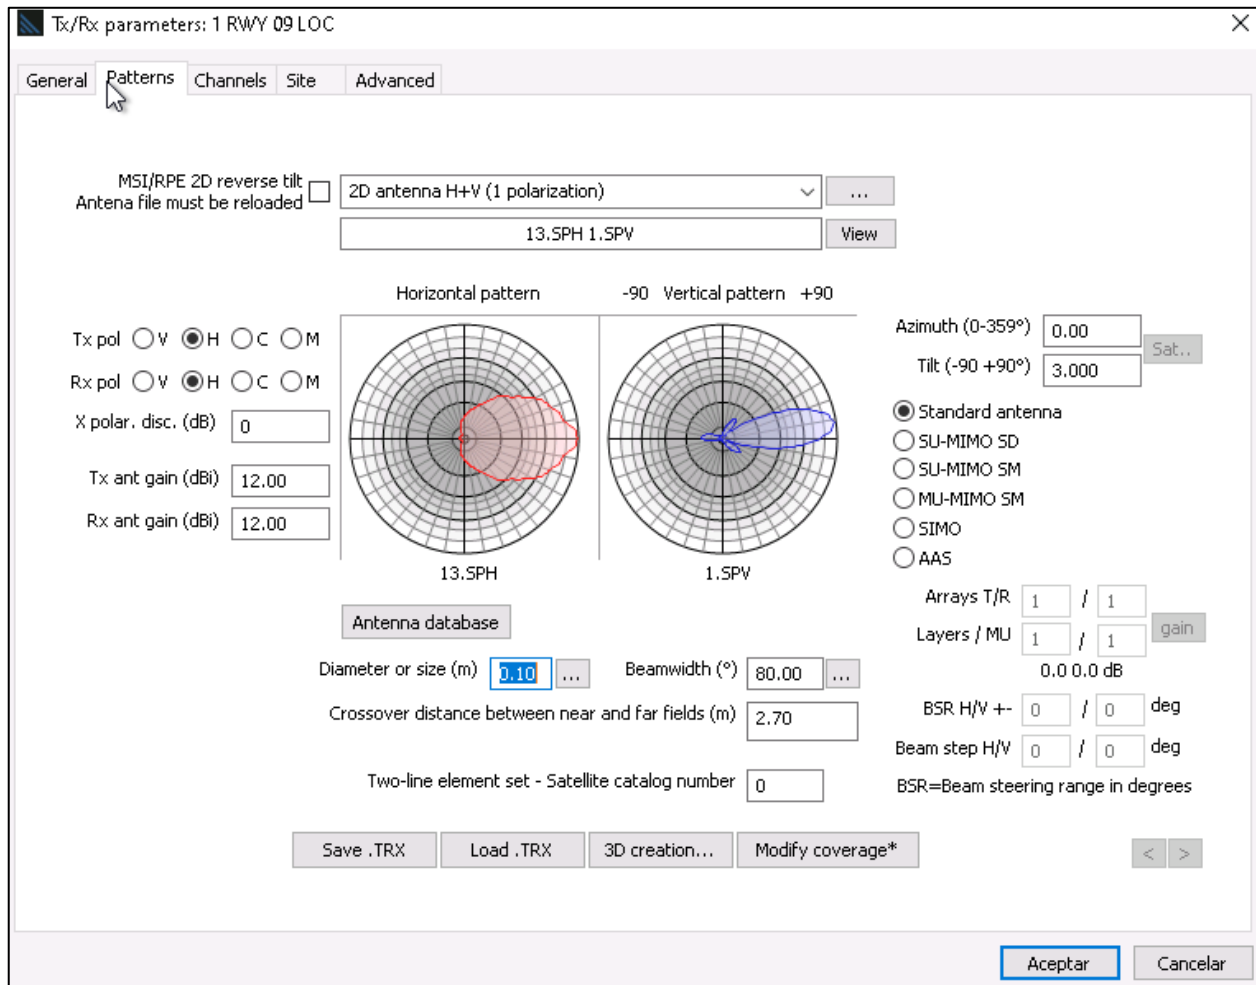 Tx/Rx parameters: 1 RWY 09 LOC
General Patterns Channels Site Advanced
MSI/RPE 2D reverse tilt
Antena file must be reloaded
2D antenna H+V (1 polarization)
...
13.SPH 1.SPV
View
Horizontal pattern
-90 Vertical pattern +90
Tx pol V H C M
Rx pol V H C M
X polar. disc. (dB) 0
Tx ant gain (dBi) 12.00
Rx ant gain (dBi) 12.00
13.SPH
1.SPV
Azimuth (0-359°) 0.00
Tilt (-90 +90°) 3.000
Sat..
Standard antenna
SU-MIMO SD
SU-MIMO SM
MU-MIMO SM
SIMO
AAS
Antenna database
Arrays T/R 1 / 1
Layers / MU 1 / 1
gain
0.0 0.0 dB
Diameter or size (m) 0.10 ...
Beamwidth (°) 80.00 ...
Crossover distance between near and far fields (m) 2.70
BSR H/V +- 0 / 0 deg
Beam step H/V 0 / 0 deg
Two-line element set - Satellite catalog number 0
BSR=Beam steering range in degrees
Save .TRX Load .TRX 3D creation... Modify coverage* < >
Aceptar Cancelar